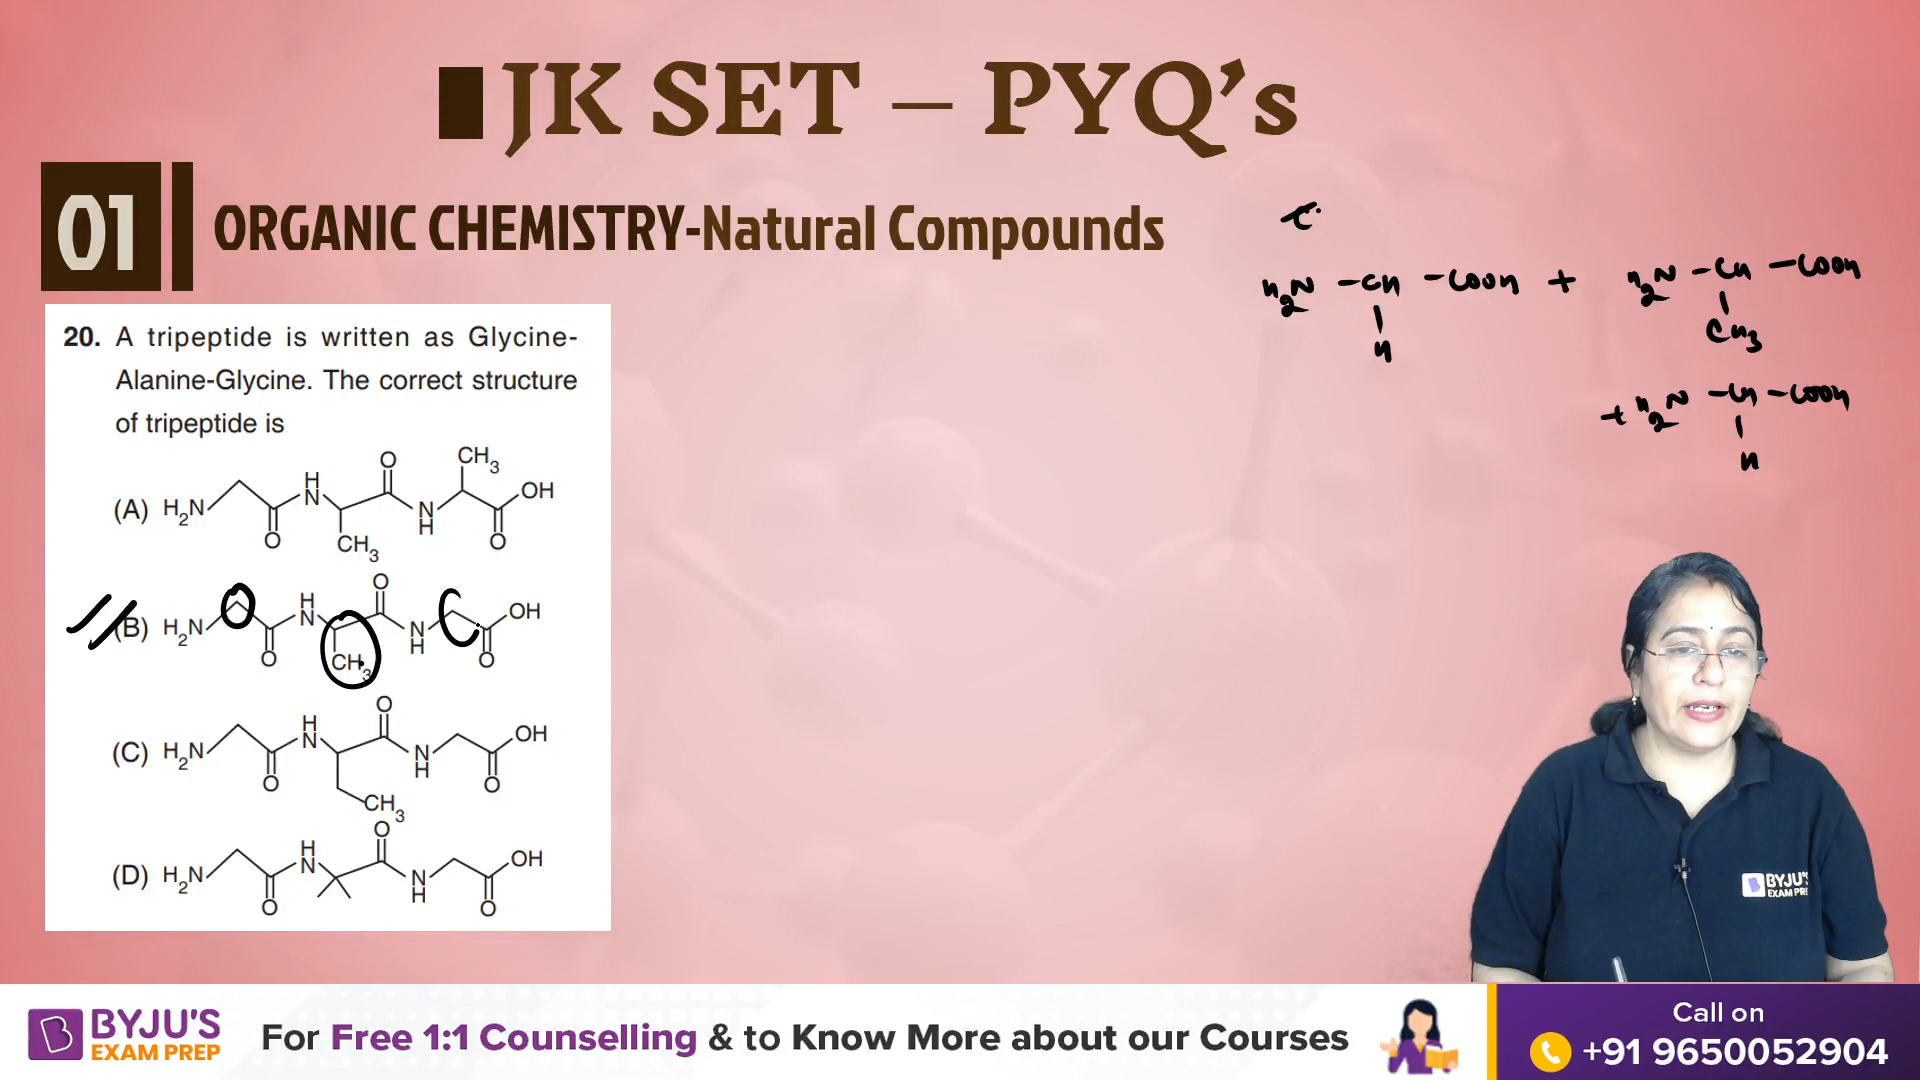 JK SET – PYQ's
01
ORGANIC CHEMISTRY-Natural Compounds
20. A tripeptide is written as Glycine-
Alanine-Glycine. The correct structure
of tripeptide is
(A) H₂N O H N CH₃ O N H CH₃ O OH
(B) H₂N O H N CH₃ O N H O OH
(C) H₂N O H N CH₃ O N H O OH
(D) H₂N O H N O N H O OH
H₂N –CH –COOH + H₂N –CH –COOH
H
CH₃
+ H₂N –CH –COOH
H
BYJU'S
EXAM PREP
BYJU'S
EXAM PREP
For Free 1:1 Counselling & to Know More about our Courses
Call on
+91 9650052904